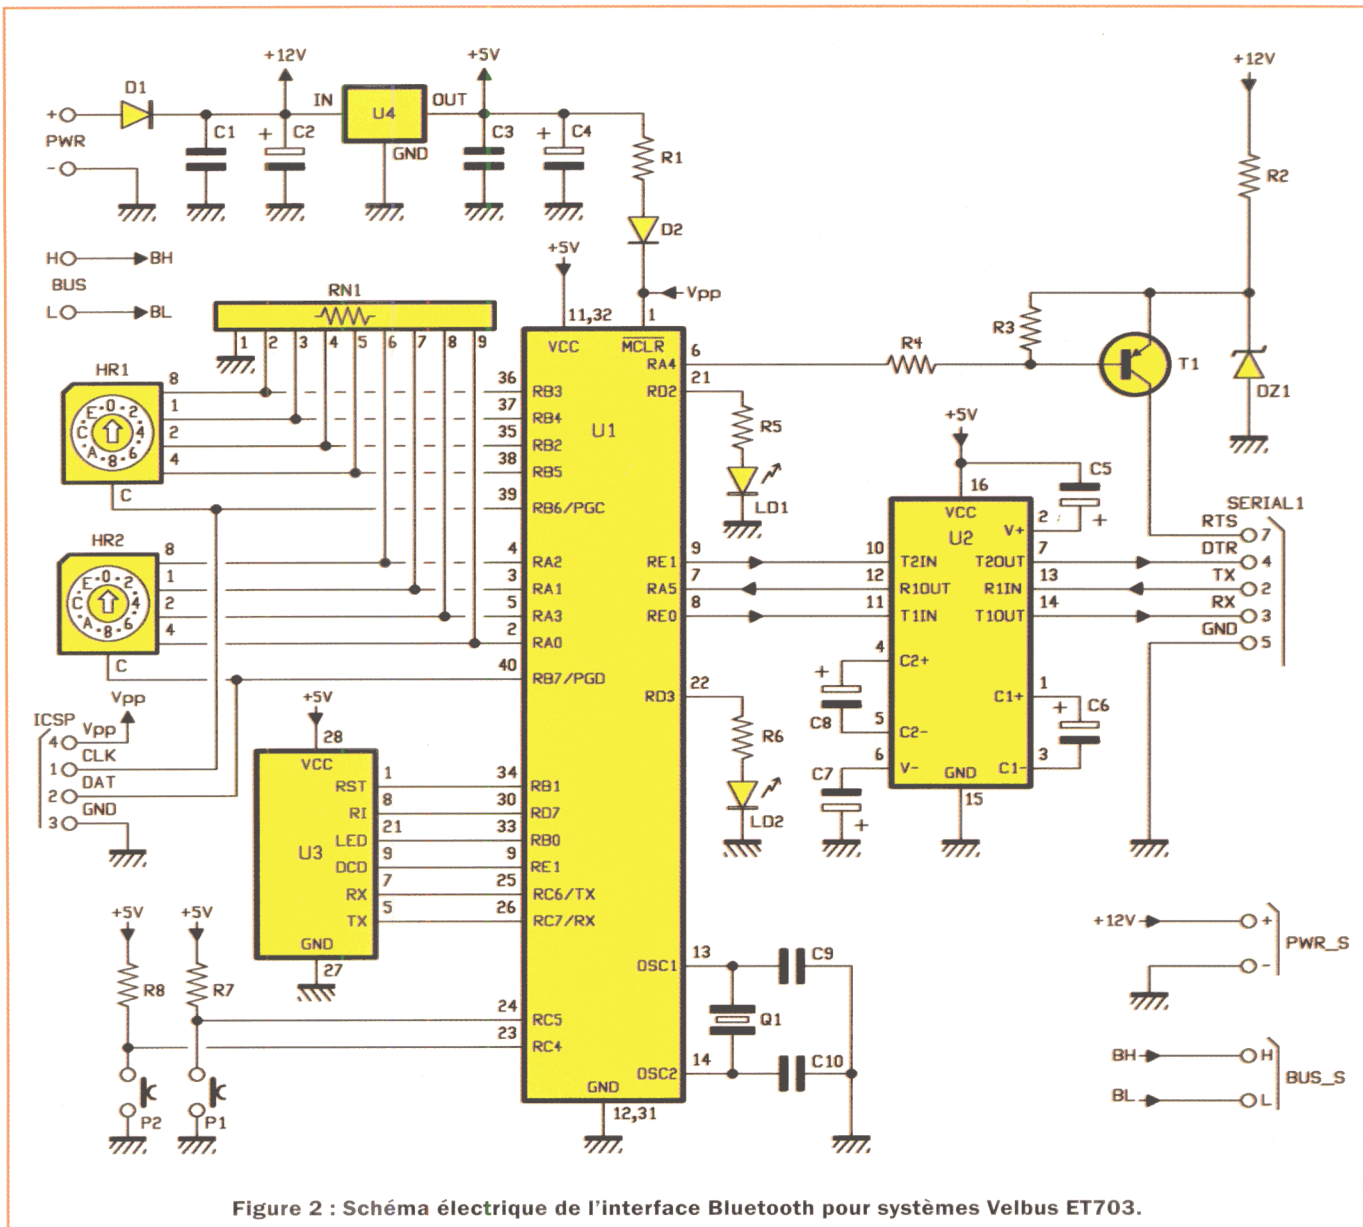 +12V
+5V
+12V
D1
IN
U4
OUT
+
PWR
-
C1
+
C2
GND
C3
+
C4
R1
R2
D2
H
BH
BUS
L
BL
+5V
Vpp
RN1
1 2 3 4 5 6 7 8 9
11,32
1
VCC
MCLR
R3
R4
T1
DZ1
HR1
8
1
2
4
C
E 0 2 4 6 8 A C
36
RB3
37
RB4
35
RB2
38
RB5
39
RB6/PGC
U1
RA4
6
RD2
21
R5
LD1
+5V
C5
+
16
VCC
U2
V+
2
SERIAL1
RTS
7
HR2
8
1
2
4
C
E 0 2 4 6 8 A C
4
RA2
3
RA1
5
RA3
2
RA0
40
RB7/PGD
RE1
9
RA5
7
RE0
8
10
T2IN
12
R1OUT
11
T1IN
T2OUT
7
R1IN
13
T1OUT
14
DTR
4
TX
2
RX
3
GND
5
4
C2+
+
C8
5
C2-
6
V-
C7
+
C1+
1
+
C6
C1-
3
GND
15
RD3
22
R6
LD2
ICSP
Vpp
4
Vpp
1
CLK
2
DAT
3
GND
+5V
28
VCC
U3
RST
1
34
RB1
RI
8
30
RD7
LED
21
33
RB0
DCD
9
9
RE1
RX
7
25
RC6/TX
TX
5
26
RC7/RX
GND
27
+5V
+5V
R8
R7
24
RC5
23
RC4
P2
P1
OSC1
13
C9
Q1
OSC2
14
C10
GND
12,31
+12V
+
PWR_S
-
BH
H
BUS_S
BL
L
Figure 2 : Schéma électrique de l'interface Bluetooth pour systèmes Velbus ET703.